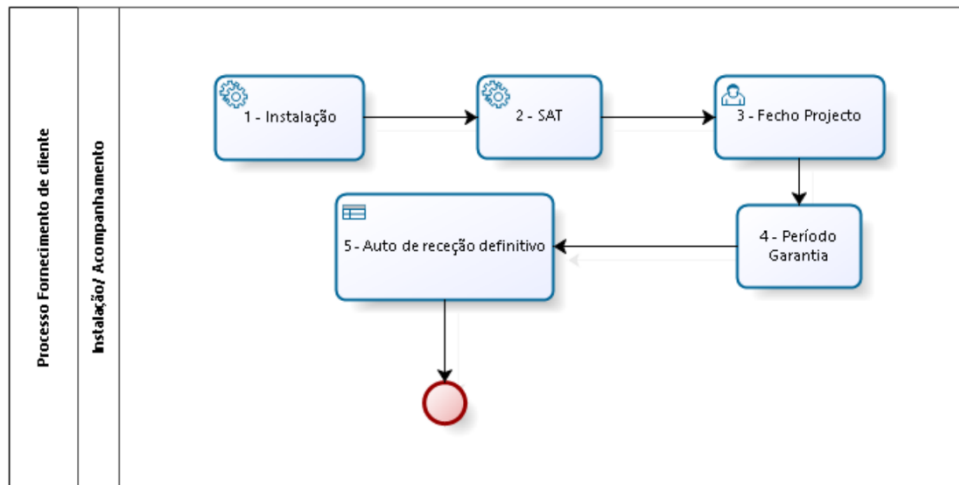 Processo Fornecimento de cliente
Instalação/ Acompanhamento
1 - Instalação
2 - SAT
3 - Fecho Projecto
4 - Período
Garantia
5 - Auto de receção definitivo